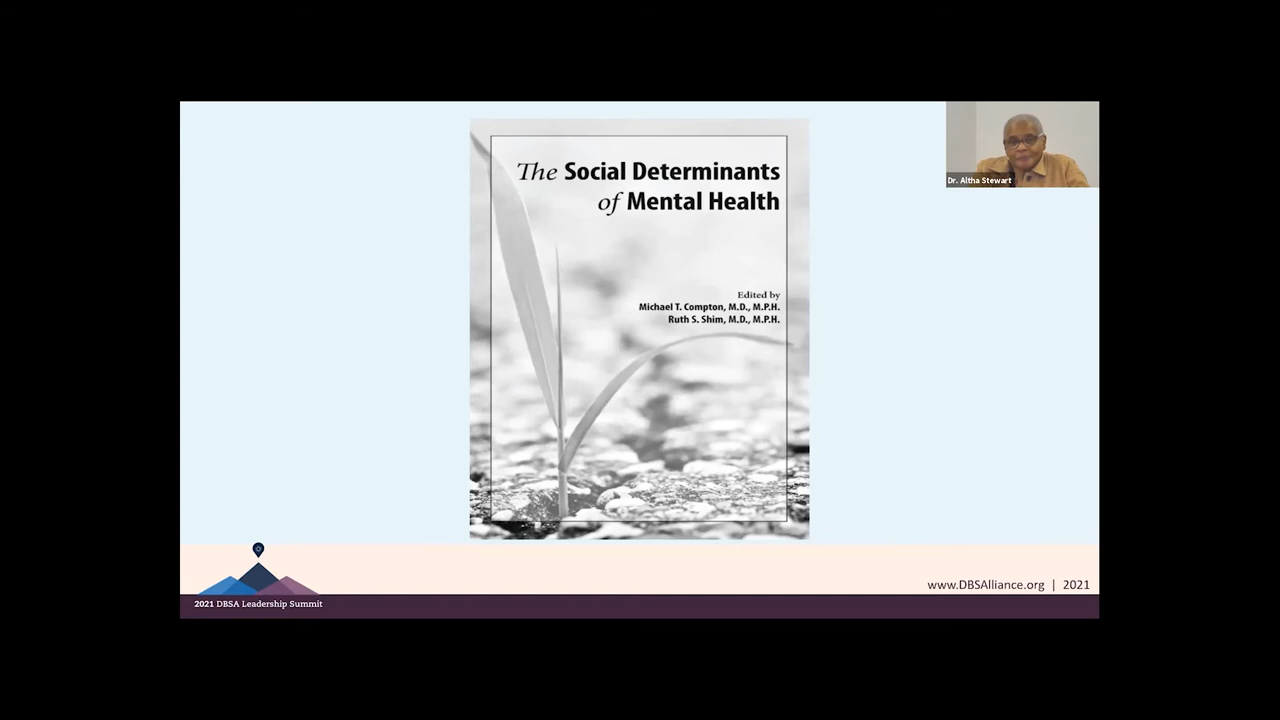 The Social Determinants
of Mental Health
Edited by
Michael T. Compton, M.D., M.P.H.
Ruth S. Shim, M.D., M.P.H.
Dr. Altha Stewart
www.DBSAlliance.org | 2021
2021 DBSA Leadership Summit